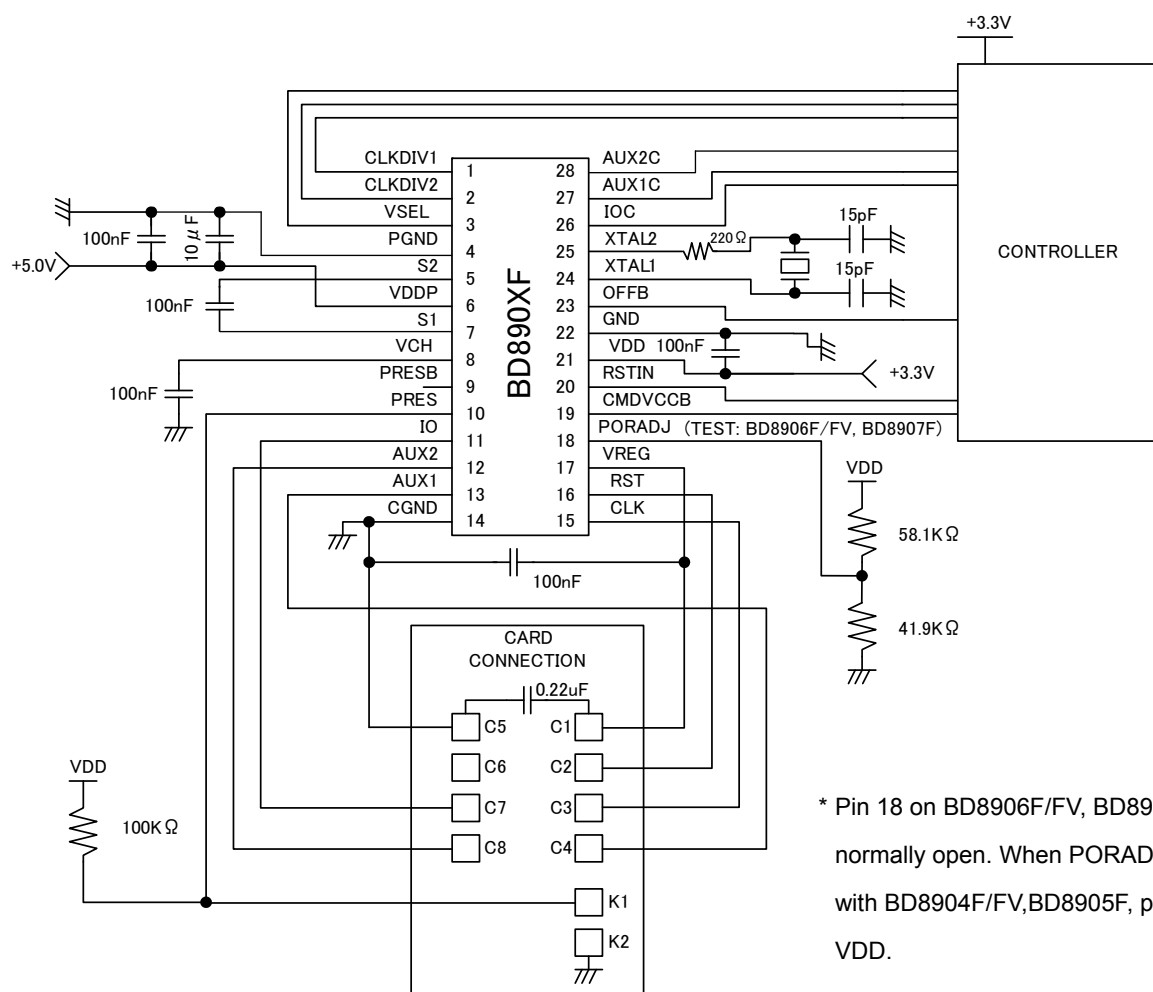 +3.3V
CONTROLLER
CLKDIV1 1 28 AUX2C
CLKDIV2 2 27 AUX1C
VSEL 3 26 IOC
PGND 4 25 XTAL2
S2 5 24 XTAL1
VDDP 6 23 OFFB
S1 7 22 GND
VCH 8 21 VDD
PRESB 9 20 RSTIN
PRES 10 19 CMDVCCB
IO 11 18 PORADJ (TEST: BD8906F/FV, BD8907F)
AUX2 12 17 VREG
AUX1 13 16 RST
CGND 14 15 CLK
BD890XF
100nF
10μF
+5.0V
100nF
100nF
220Ω
15pF
15pF
100nF
+3.3V
VDD
58.1KΩ
41.9KΩ
100nF
CARD
CONNECTION
0.22uF
C5 C1
C6 C2
C7 C3
C8 C4
K1
K2
VDD
100KΩ
* Pin 18 on BD8906F/FV, BD89
normally open. When PORAD
with BD8904F/FV,BD8905F, p
VDD.